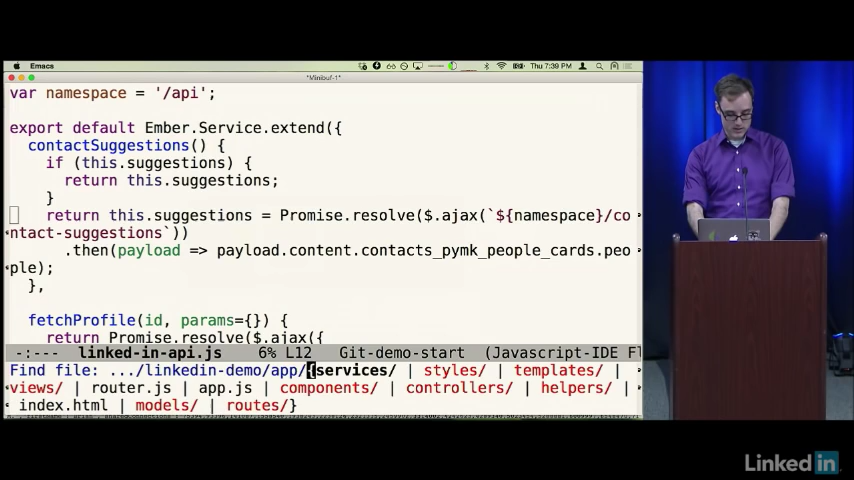 Emacs
Thu 7:39 PM
*Minibuf-1*
var namespace = '/api';
export default Ember.Service.extend({
contactSuggestions() {
if (this.suggestions) {
return this.suggestions;
}
return this.suggestions = Promise.resolve($.ajax(`${namespace}/co
ntact-suggestions`))
.then(payload => payload.content.contacts_pymk_people_cards.peo
ple);
},
fetchProfile(id, params={}) {
return Promise.resolve($.ajax({
-:--- linked-in-api.js 6% L12 Git-demo-start (Javascript-IDE Fl
Find file: .../linkedin-demo/app/{services/ | styles/ | templates/ |
views/ | router.js | app.js | components/ | controllers/ | helpers/ |
index.html | models/ | routes/}
Linked in